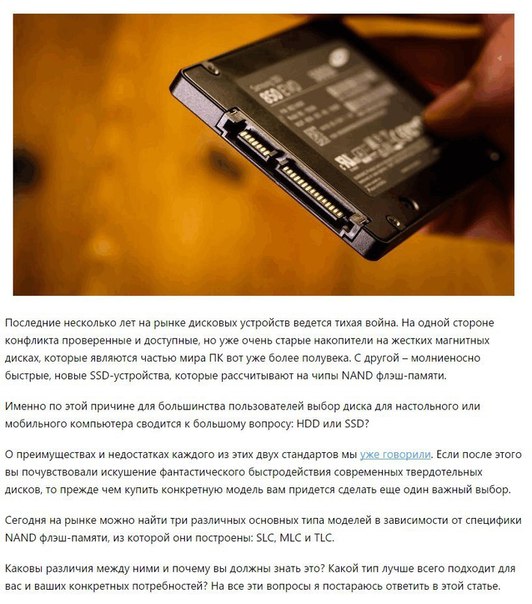 850 EVO
Последние несколько лет на рынке дисковых устройств ведется тихая война. На одной стороне
конфликта проверенные и доступные, но уже очень старые накопители на жестких магнитных
дисках, которые являются частью мира ПК вот уже более полувека. С другой – молниеносно
быстрые, новые SSD-устройства, которые рассчитывают на чипы NAND флэш-памяти.
Именно по этой причине для большинства пользователей выбор диска для настольного или
мобильного компьютера сводится к большому вопросу: HDD или SSD?
О преимуществах и недостатках каждого из этих двух стандартов мы уже говорили. Если после этого
вы почувствовали искушение фантастического быстродействия современных твердотельных
дисков, то прежде чем купить конкретную модель вам придется сделать еще один важный выбор.
Сегодня на рынке можно найти три различных основных типа моделей в зависимости от специфики
NAND флэш-памяти, из которой они построены: SLC, MLC и TLC.
Каковы различия между ними и почему вы должны знать это? Какой тип лучше всего подходит для
вас и ваших конкретных потребностей? На все эти вопросы я постараюсь ответить в этой статье.